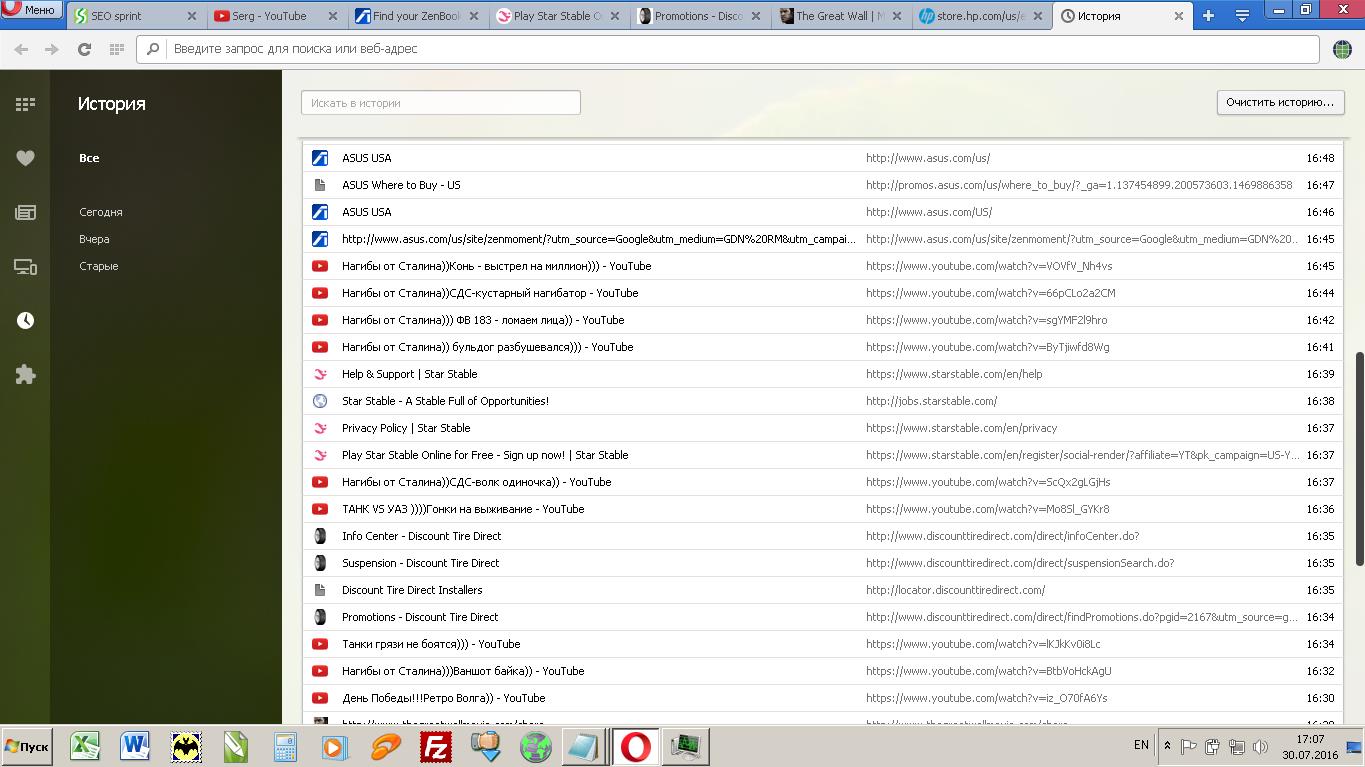 Меню
SEO sprint
Serg - YouTube
Find your ZenBook
Play Star Stable O
Promotions - Disco
The Great Wall | M
store.hp.com/us/e
История
Введите запрос для поиска или веб-адрес
История
Искать в истории
Очистить историю...
Все
Сегодня
Вчера
Старые
ASUS USA http://www.asus.com/us/ 16:48
ASUS Where to Buy - US http://promos.asus.com/us/where_to_buy/?_ga=1.137454899.200573603.1469886358 16:47
ASUS USA http://www.asus.com/US/ 16:46
http://www.asus.com/us/site/zenmoment/?utm_source=Google&utm_medium=GDN%20RM&utm_campai... http://www.asus.com/us/site/zenmoment/?utm_source=Google&utm_medium=GDN%20... 16:45
Нагибы от Сталина))Конь - выстрел на миллион))) - YouTube https://www.youtube.com/watch?v=VOVfV_Nh4vs 16:45
Нагибы от Сталина))СДС-кустарный нагибатор - YouTube https://www.youtube.com/watch?v=66pCLo2a2CM 16:44
Нагибы от Сталина))) ФВ 183 - ломаем лица)) - YouTube https://www.youtube.com/watch?v=sgYMF2l9hro 16:42
Нагибы от Сталина)) бульдог разбушевался))) - YouTube https://www.youtube.com/watch?v=ByTjiwfd8Wg 16:41
Help & Support | Star Stable https://www.starstable.com/en/help 16:39
Star Stable - A Stable Full of Opportunities! http://jobs.starstable.com/ 16:38
Privacy Policy | Star Stable https://www.starstable.com/en/privacy 16:37
Play Star Stable Online for Free - Sign up now! | Star Stable https://www.starstable.com/en/register/social-render/?affiliate=YT&pk_campaign=US-Y... 16:37
Нагибы от Сталина))СДС-волк одиночка)) - YouTube https://www.youtube.com/watch?v=ScQx2gLGjHs 16:37
ТАНК VS УАЗ ))))Гонки на выживание - YouTube https://www.youtube.com/watch?v=Mo8Sl_GYKr8 16:36
Info Center - Discount Tire Direct http://www.discounttiredirect.com/direct/infoCenter.do? 16:35
Suspension - Discount Tire Direct http://www.discounttiredirect.com/direct/suspensionSearch.do? 16:35
Discount Tire Direct Installers http://locator.discounttiredirect.com/ 16:35
Promotions - Discount Tire Direct http://www.discounttiredirect.com/direct/findPromotions.do?pgid=2167&utm_source=g... 16:34
Танки грязи не боятся))) - YouTube https://www.youtube.com/watch?v=lKJkKv0i8Lc 16:34
Нагибы от Сталина)))Ваншот байка)) - YouTube https://www.youtube.com/watch?v=BtbVoHckAgU 16:32
День Победы!!!Ретро Волга)) - YouTube https://www.youtube.com/watch?v=iz_O70fA6Ys 16:30
Пуск
EN
17:07
30.07.2016